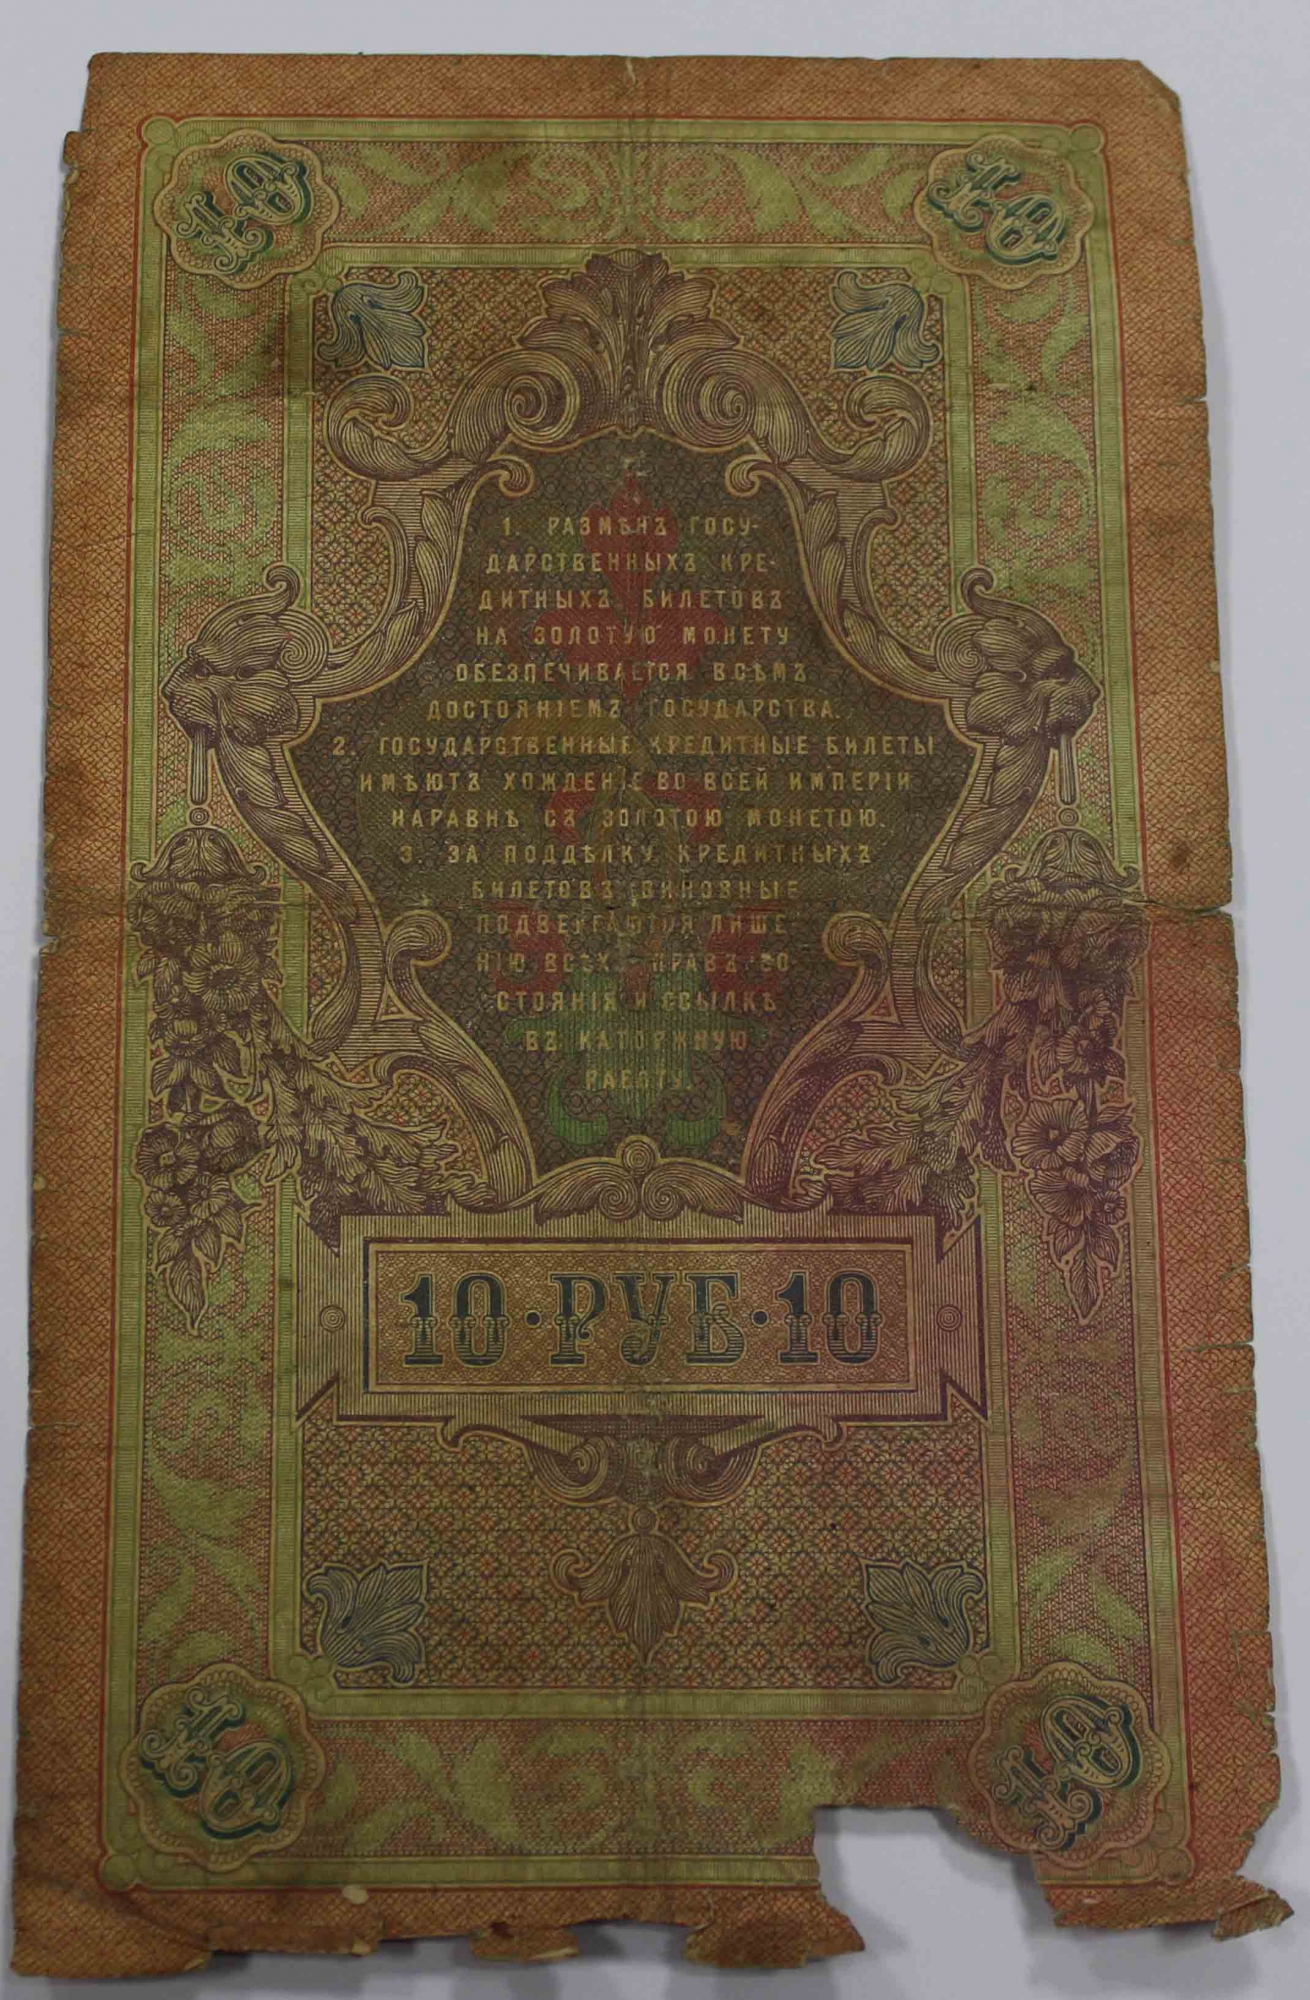 10 10
1. РАЗМѢНЪ ГОСУ-
ДАРСТВЕННЫХЪ КРЕ-
ДИТНЫХЪ БИЛЕТОВЪ
НА ЗОЛОТУЮ МОНЕТУ
ОБЕЗПЕЧИВАЕТСЯ ВСѢМЪ
ДОСТОЯНІЕМЪ ГОСУДАРСТВА.
2. ГОСУДАРСТВЕННЫЕ КРЕДИТНЫЕ БИЛЕТЫ
ИМѢЮТЪ ХОЖДЕНІЕ ВО ВСЕЙ ИМПЕРІИ
НАРАВНѢ СЪ ЗОЛОТОЮ МОНЕТОЮ.
3. ЗА ПОДДѢЛКУ КРЕДИТНЫХЪ
БИЛЕТОВЪ ВИНОВНЫЕ
ПОДВЕРГАЮТСЯ ЛИШЕ-
НІЮ ВСѢХЪ ПРАВЪ СО-
СТОЯНІЯ И ССЫЛКѢ
ВЪ КАТОРЖНУЮ
РАБОТУ.
10·РУБ·10
10 10